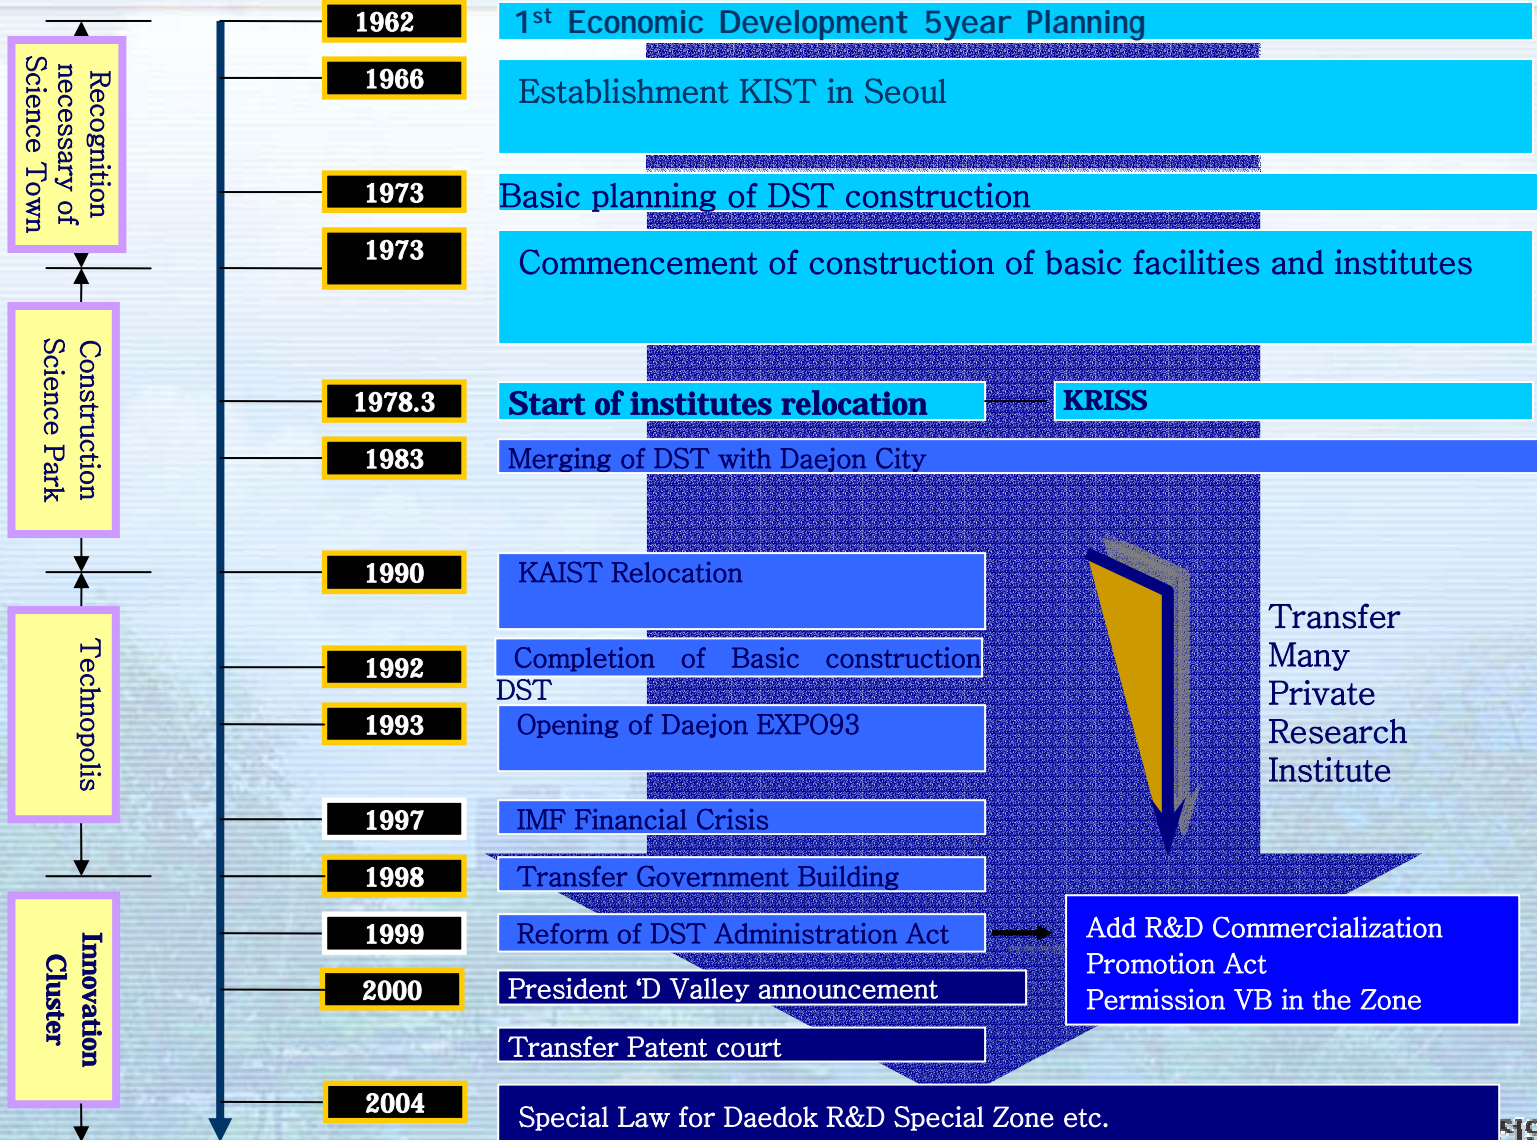 1962
1st Economic Development 5year Planning
1966
Establishment KIST in Seoul
1973
Basic planning of DST construction
1973
Commencement of construction of basic facilities and institutes
1978.3
Start of institutes relocation
KRISS
1983
Merging of DST with Daejon City
1990
KAIST Relocation
1992
Completion of Basic construction
DST
1993
Opening of Daejon EXPO93
1997
IMF Financial Crisis
1998
Transfer Government Building
1999
Reform of DST Administration Act
2000
President ‘D Valley announcement
Transfer Patent court
2004
Special Law for Daedok R&D Special Zone etc.
Recognition
necessary of
Science Town
Construction
Science Park
Technopolis
Innovation
Cluster
Transfer
Many
Private
Research
Institute
Add R&D Commercialization
Promotion Act
Permission VB in the Zone